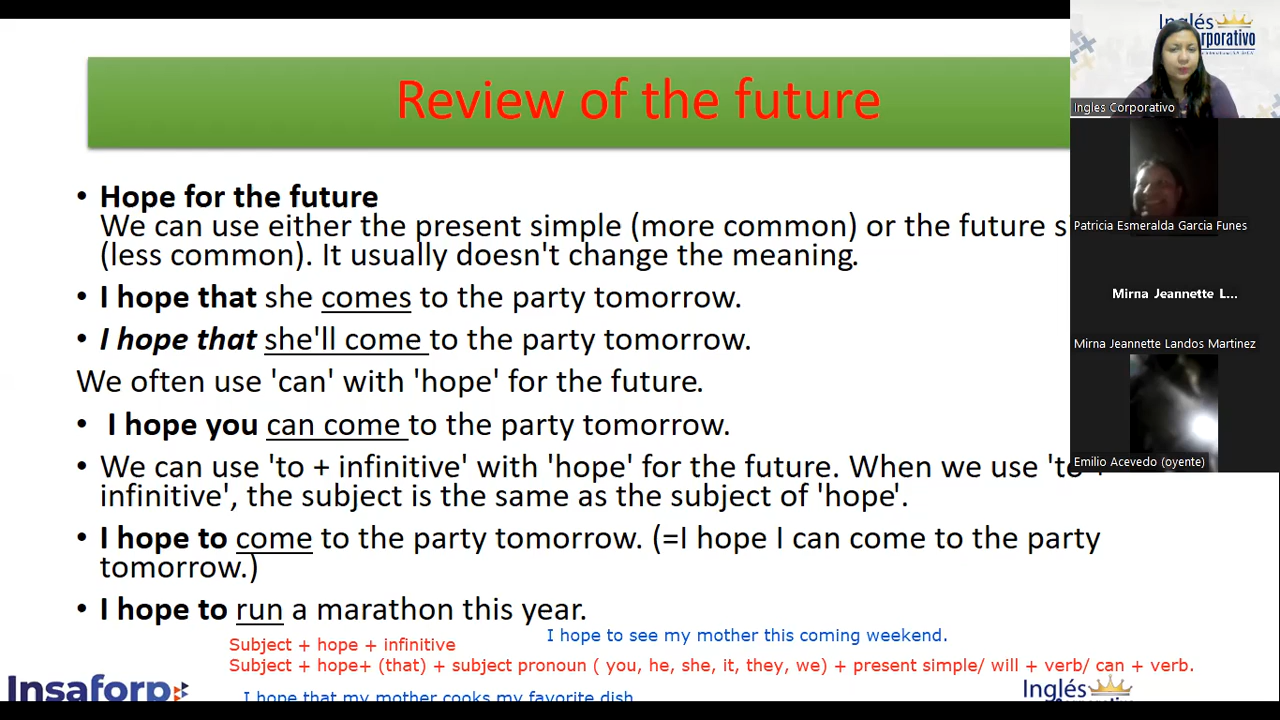 Review of the future
• Hope for the future
We can use either the present simple (more common) or the future s
(less common). It usually doesn't change the meaning.
• I hope that she comes to the party tomorrow.
• I hope that she'll come to the party tomorrow.
We often use 'can' with 'hope' for the future.
• I hope you can come to the party tomorrow.
• We can use 'to + infinitive' with 'hope' for the future. When we use 'to +
infinitive', the subject is the same as the subject of 'hope'.
• I hope to come to the party tomorrow. (=I hope I can come to the party
tomorrow.)
• I hope to run a marathon this year.
Subject + hope + infinitive
I hope to see my mother this coming weekend.
Subject + hope+ (that) + subject pronoun ( you, he, she, it, they, we) + present simple/ will + verb/ can + verb.
I hope that my mother cooks my favorite dish
Insaforp
Inglés
Inglés
orporativo
Ingles Corporativo
Patricia Esmeralda Garcia Funes
Mirna Jeannette L...
Mirna Jeannette Landos Martinez
Emilio Acevedo (oyente)